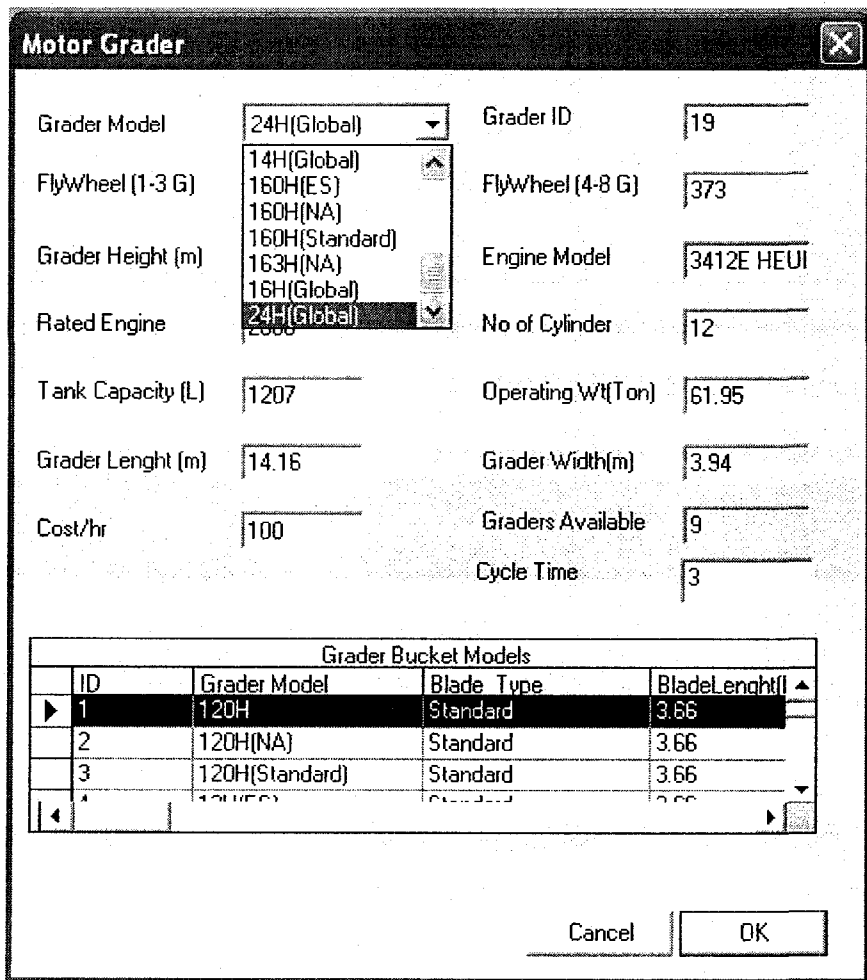 Motor Grader
Grader Model 24H(Global) Grader ID 19
14H(Global)
160H(ES)
160H(NA)
160H(Standard)
163H(NA)
16H(Global)
24H(Global)
FlyWheel (1-3 G) FlyWheel (4-8 G) 373
Grader Height (m) Engine Model 3412E HEUI
Rated Engine No of Cylinder 12
Tank Capacity (L) 1207 Operating Wt(Ton) 61.95
Grader Lenght (m) 14.16 Grader Width(m) 3.94
Cost/hr 100 Graders Available 9
Cycle Time 3
Grader Bucket Models
ID Grader Model Blade_Type BladeLenght(
1 120H Standard 3.66
2 120H(NA) Standard 3.66
3 120H(Standard) Standard 3.66
Cancel OK